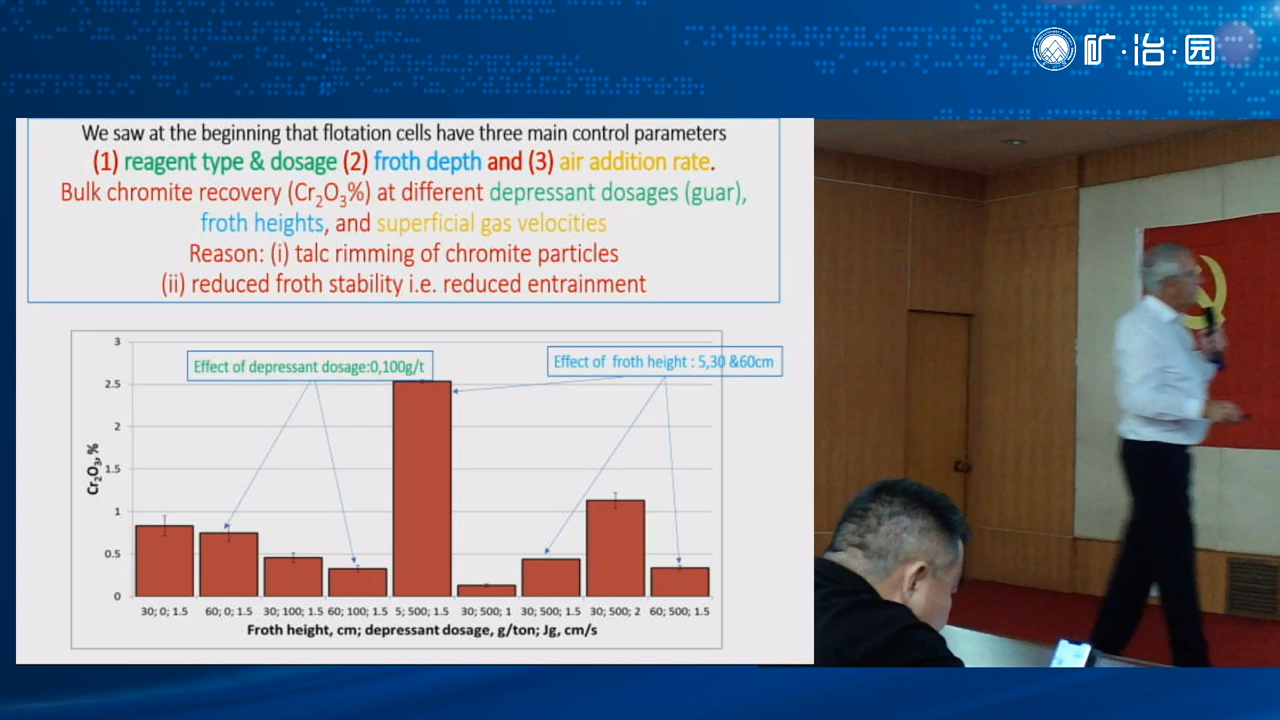 矿·冶·园
We saw at the beginning that flotation cells have three main control parameters
(1) reagent type & dosage (2) froth depth and (3) air addition rate.
Bulk chromite recovery (Cr₂O₃%) at different depressant dosages (guar),
froth heights, and superficial gas velocities
Reason: (i) talc rimming of chromite particles
(ii) reduced froth stability i.e. reduced entrainment
Effect of depressant dosage:0,100g/t
Effect of froth height : 5,30 &60cm
3
2.5
2
1.5
1
0.5
0
Cr₂O₃, %
30; 0; 1.5 60; 0; 1.5 30; 100; 1.5 60; 100; 1.5 5; 500; 1.5 30; 500; 1 30; 500; 1.5 30; 500; 2 60; 500; 1.5
Froth height, cm; depressant dosage, g/ton; Jg, cm/s